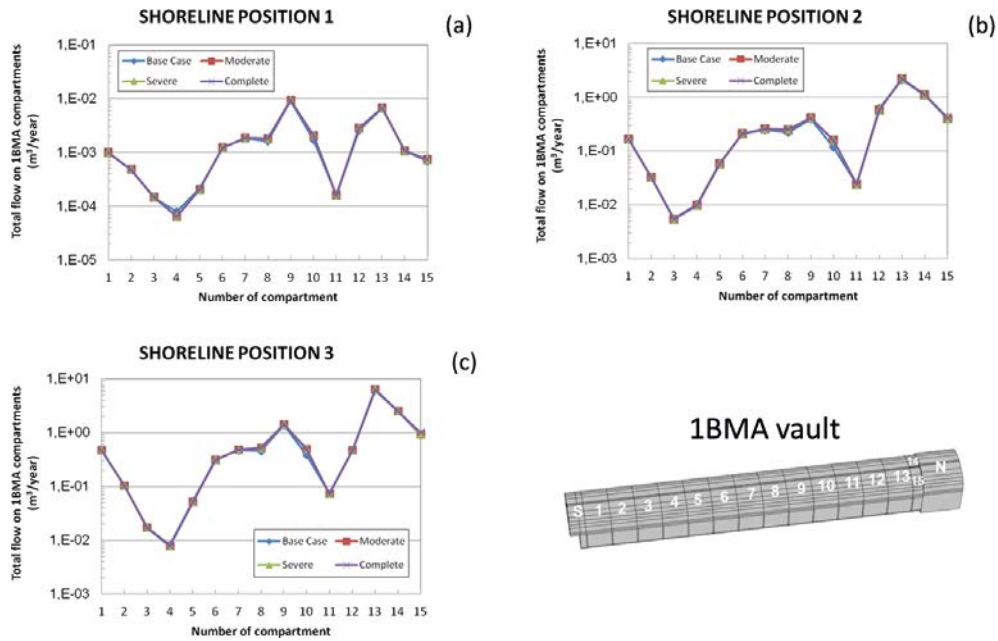 SHORELINE POSITION 1
(a)
Total flow on 1BMA compartments
(m³/year)
1,E-01
1,E-02
1,E-03
1,E-04
1,E-05
Base Case
Moderate
Severe
Complete
1 2 3 4 5 6 7 8 9 10 11 12 13 14 15
Number of compartment
SHORELINE POSITION 2
(b)
Total flow on 1BMA compartments
(m³/year)
1,E+01
1,E+00
1,E-01
1,E-02
1,E-03
Base Case
Moderate
Severe
Complete
1 2 3 4 5 6 7 8 9 10 11 12 13 14 15
Number of compartment
SHORELINE POSITION 3
(c)
Total flow on 1BMA compartments
(m³/year)
1,E+01
1,E+00
1,E-01
1,E-02
1,E-03
Base Case
Moderate
Severe
Complete
1 2 3 4 5 6 7 8 9 10 11 12 13 14 15
Number of compartment
1BMA vault
S 1 2 3 4 5 6 7 8 9 10 11 12 13 14 15 N